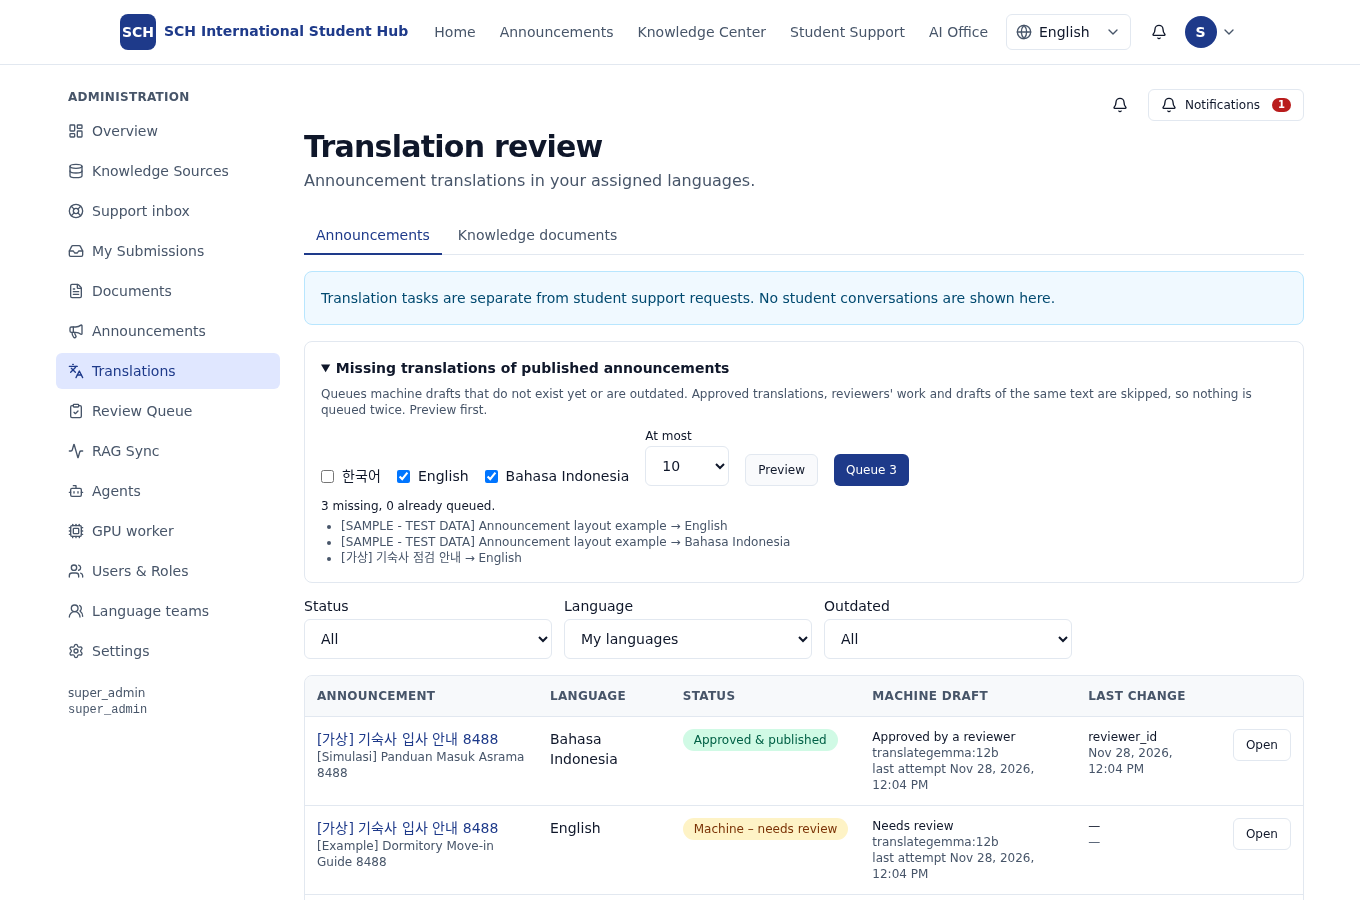 SCH
SCH International Student Hub
Home
Announcements
Knowledge Center
Student Support
AI Office
English
S
ADMINISTRATION
Overview
Knowledge Sources
Support inbox
My Submissions
Documents
Announcements
Translations
Review Queue
RAG Sync
Agents
GPU worker
Users & Roles
Language teams
Settings
super_admin
super_admin
Notifications 1
Translation review
Announcement translations in your assigned languages.
Announcements
Knowledge documents
Translation tasks are separate from student support requests. No student conversations are shown here.
▼ Missing translations of published announcements
Queues machine drafts that do not exist yet or are outdated. Approved translations, reviewers' work and drafts of the same text are skipped, so nothing is
queued twice. Preview first.
한국어
English
Bahasa Indonesia
At most
10
Preview
Queue 3
3 missing, 0 already queued.
• [SAMPLE - TEST DATA] Announcement layout example → English
• [SAMPLE - TEST DATA] Announcement layout example → Bahasa Indonesia
• [가상] 기숙사 점검 안내 → English
Status
All
Language
My languages
Outdated
All
ANNOUNCEMENT
LANGUAGE
STATUS
MACHINE DRAFT
LAST CHANGE
[가상] 기숙사 입사 안내 8488
[Simulasi] Panduan Masuk Asrama
8488
Bahasa
Indonesia
Approved & published
Approved by a reviewer
translategemma:12b
last attempt Nov 28, 2026,
12:04 PM
reviewer_id
Nov 28, 2026,
12:04 PM
Open
[가상] 기숙사 입사 안내 8488
[Example] Dormitory Move-in
Guide 8488
English
Machine – needs review
Needs review
translategemma:12b
last attempt Nov 28, 2026,
12:04 PM
—
—
Open